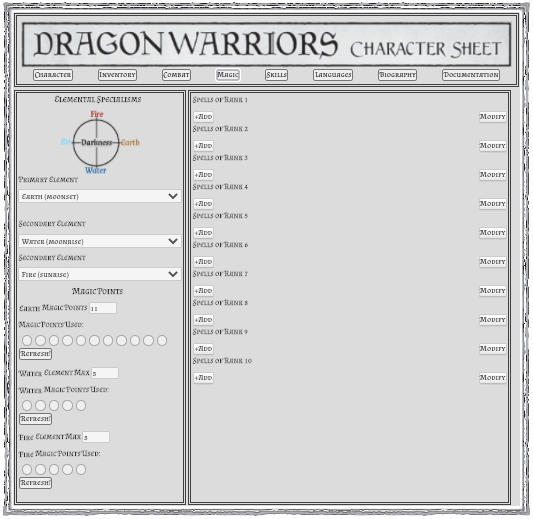 DRAGON WARRIORS CHARACTER SHEET
Character Inventory Combat Magic Skills Languages Biography Documentation
Elemental Specialisms
Fire
Darkness Earth
Water
Primary Element
Earth (moonset)
Secondary Element
Water (moonrise)
Secondary Element
Fire (sunrise)
Magic Points
Earth Magic Points 11
Magic Points Used:
Refresh!
Water Element Max 5
Water Magic Points Used:
Refresh!
Fire Element Max 5
Fire Magic Points Used:
Refresh!
Spells of Rank 1
+Add Modify
Spells of Rank 2
+Add Modify
Spells of Rank 3
+Add Modify
Spells of Rank 4
+Add Modify
Spells of Rank 5
+Add Modify
Spells of Rank 6
+Add Modify
Spells of Rank 7
+Add Modify
Spells of Rank 8
+Add Modify
Spells of Rank 9
+Add Modify
Spells of Rank 10
+Add Modify